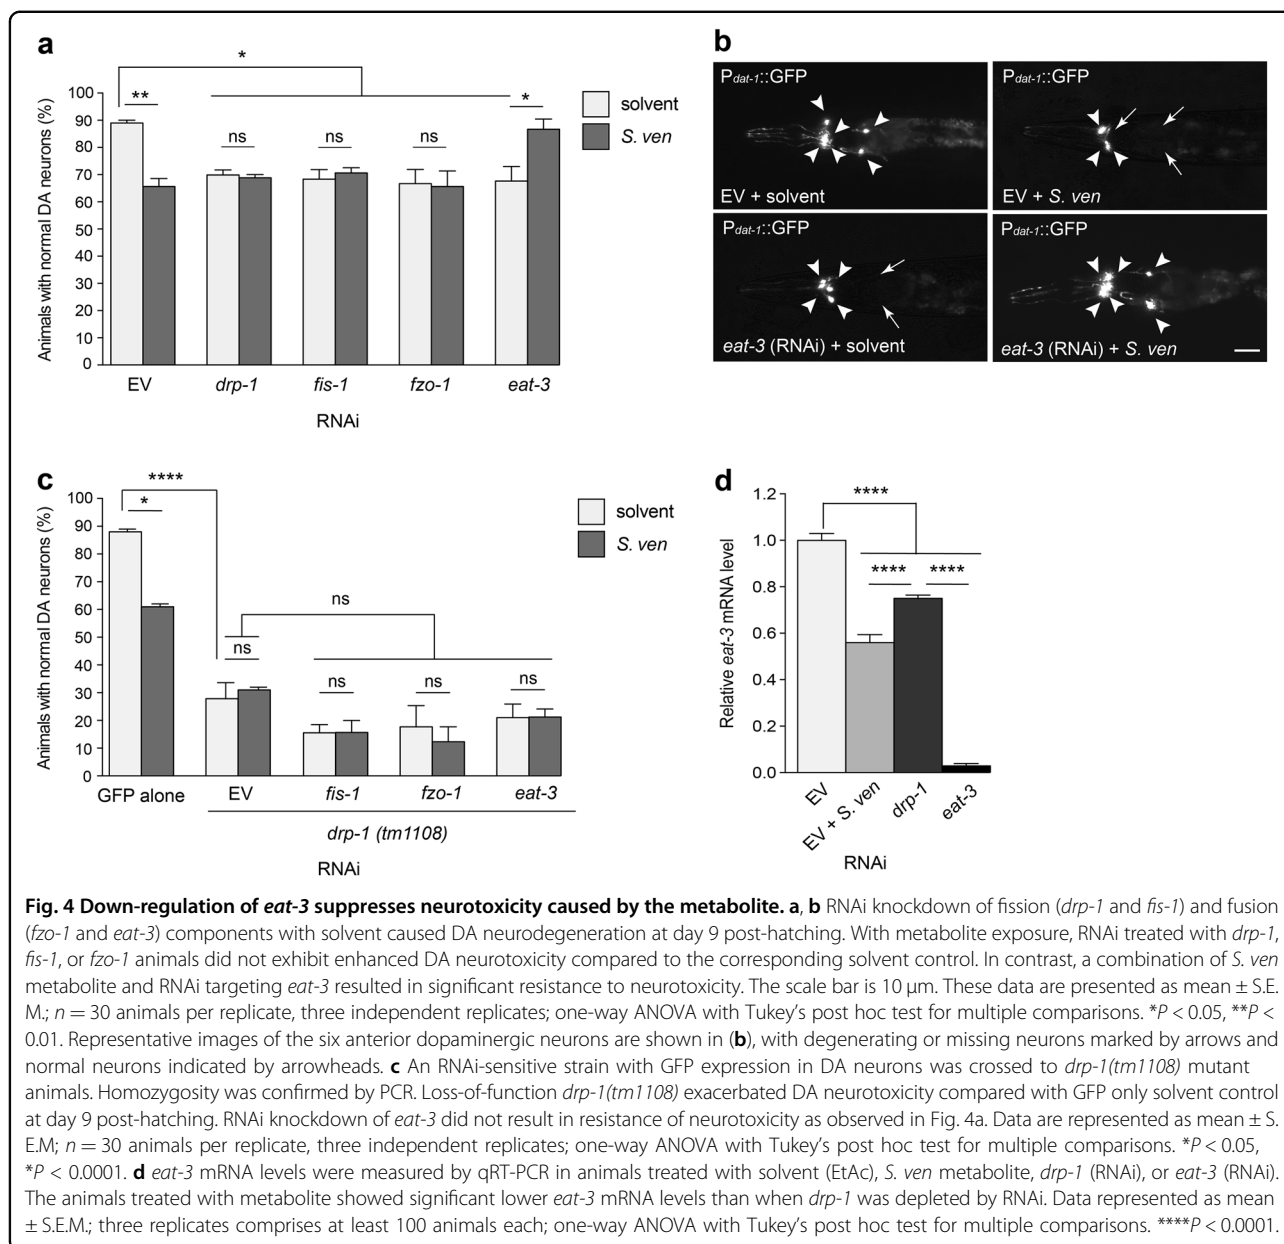 a
*
100
90
80
70
60
50
40
30
20
10
0
Animals with normal DA neurons (%)
**
ns
ns
ns
*
solvent
S. ven
EV
drp-1
fis-1
fzo-1
eat-3
RNAi
b
Pdat-1::GFP
EV + solvent
Pdat-1::GFP
EV + S. ven
Pdat-1::GFP
eat-3 (RNAi) + solvent
Pdat-1::GFP
eat-3 (RNAi) + S. ven
c
****
*
100
90
80
70
60
50
40
30
20
10
0
Animals with normal DA neurons (%)
solvent
S. ven
ns
ns
ns
ns
ns
GFP alone
EV
fis-1
fzo-1
eat-3
drp-1 (tm1108)
RNAi
d
1.2
1.0
0.8
0.6
0.4
0.2
0.0
Relative eat-3 mRNA level
****
****
****
EV
EV + S. ven
drp-1
eat-3
RNAi
Fig. 4 Down-regulation of eat-3 suppresses neurotoxicity caused by the metabolite. a, b RNAi knockdown of fission (drp-1 and fis-1) and fusion
(fzo-1 and eat-3) components with solvent caused DA neurodegeneration at day 9 post-hatching. With metabolite exposure, RNAi treated with drp-1,
fis-1, or fzo-1 animals did not exhibit enhanced DA neurotoxicity compared to the corresponding solvent control. In contrast, a combination of S. ven
metabolite and RNAi targeting eat-3 resulted in significant resistance to neurotoxicity. The scale bar is 10 μm. These data are presented as mean ± S.E.
M.; n = 30 animals per replicate, three independent replicates; one-way ANOVA with Tukey's post hoc test for multiple comparisons. *P < 0.05, **P <
0.01. Representative images of the six anterior dopaminergic neurons are shown in (b), with degenerating or missing neurons marked by arrows and
normal neurons indicated by arrowheads. c An RNAi-sensitive strain with GFP expression in DA neurons was crossed to drp-1(tm1108) mutant
animals. Homozygosity was confirmed by PCR. Loss-of-function drp-1(tm1108) exacerbated DA neurotoxicity compared with GFP only solvent control
at day 9 post-hatching. RNAi knockdown of eat-3 did not result in resistance of neurotoxicity as observed in Fig. 4a. Data are represented as mean ± S.
E.M; n = 30 animals per replicate, three independent replicates; one-way ANOVA with Tukey's post hoc test for multiple comparisons. *P < 0.05,
*P < 0.0001. d eat-3 mRNA levels were measured by qRT-PCR in animals treated with solvent (EtAc), S. ven metabolite, drp-1 (RNAi), or eat-3 (RNAi).
The animals treated with metabolite showed significant lower eat-3 mRNA levels than when drp-1 was depleted by RNAi. Data represented as mean
± S.E.M.; three replicates comprises at least 100 animals each; one-way ANOVA with Tukey's post hoc test for multiple comparisons. ****P < 0.0001.